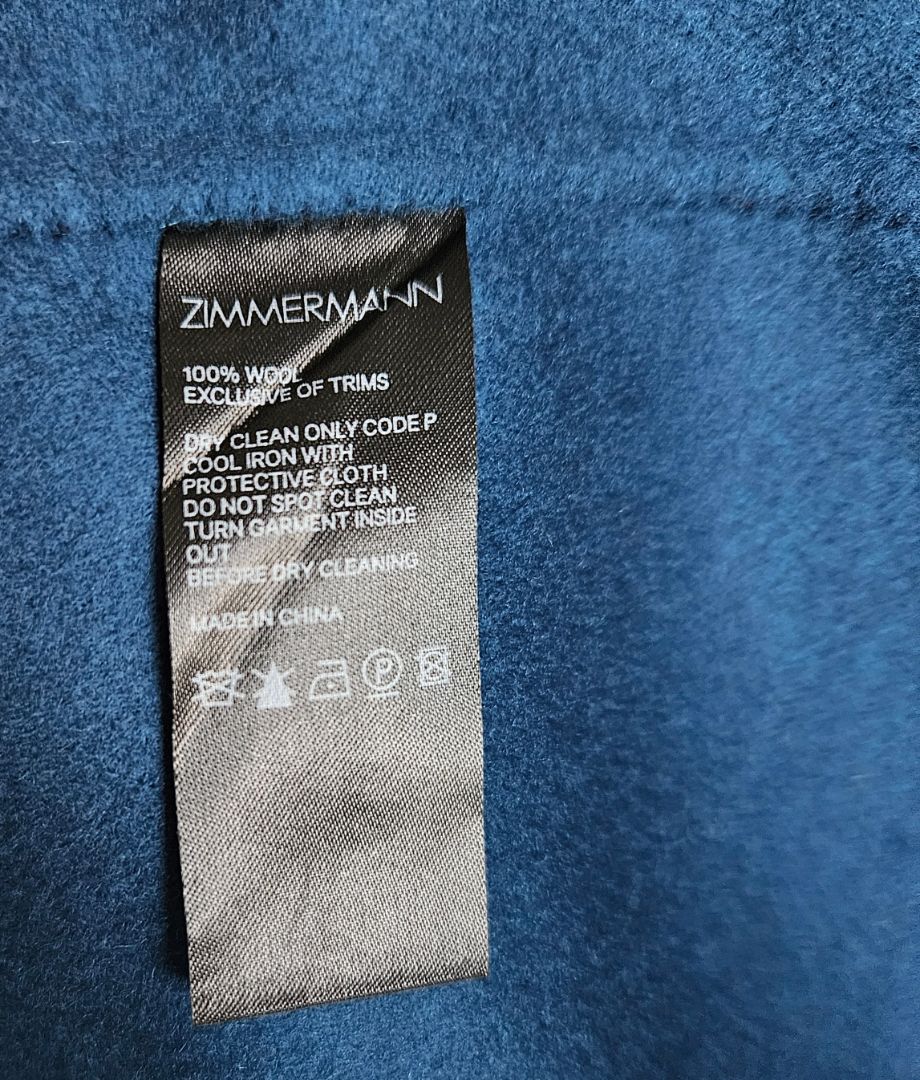 ZIMMERMANN
100% WOOL
EXCLUSIVE OF TRIMS
DRY CLEAN ONLY CODE P
COOL IRON WITH
PROTECTIVE CLOTH
DO NOT SPOT CLEAN
TURN GARMENT INSIDE
OUT
BEFORE DRY CLEANING
MADE IN CHINA
P